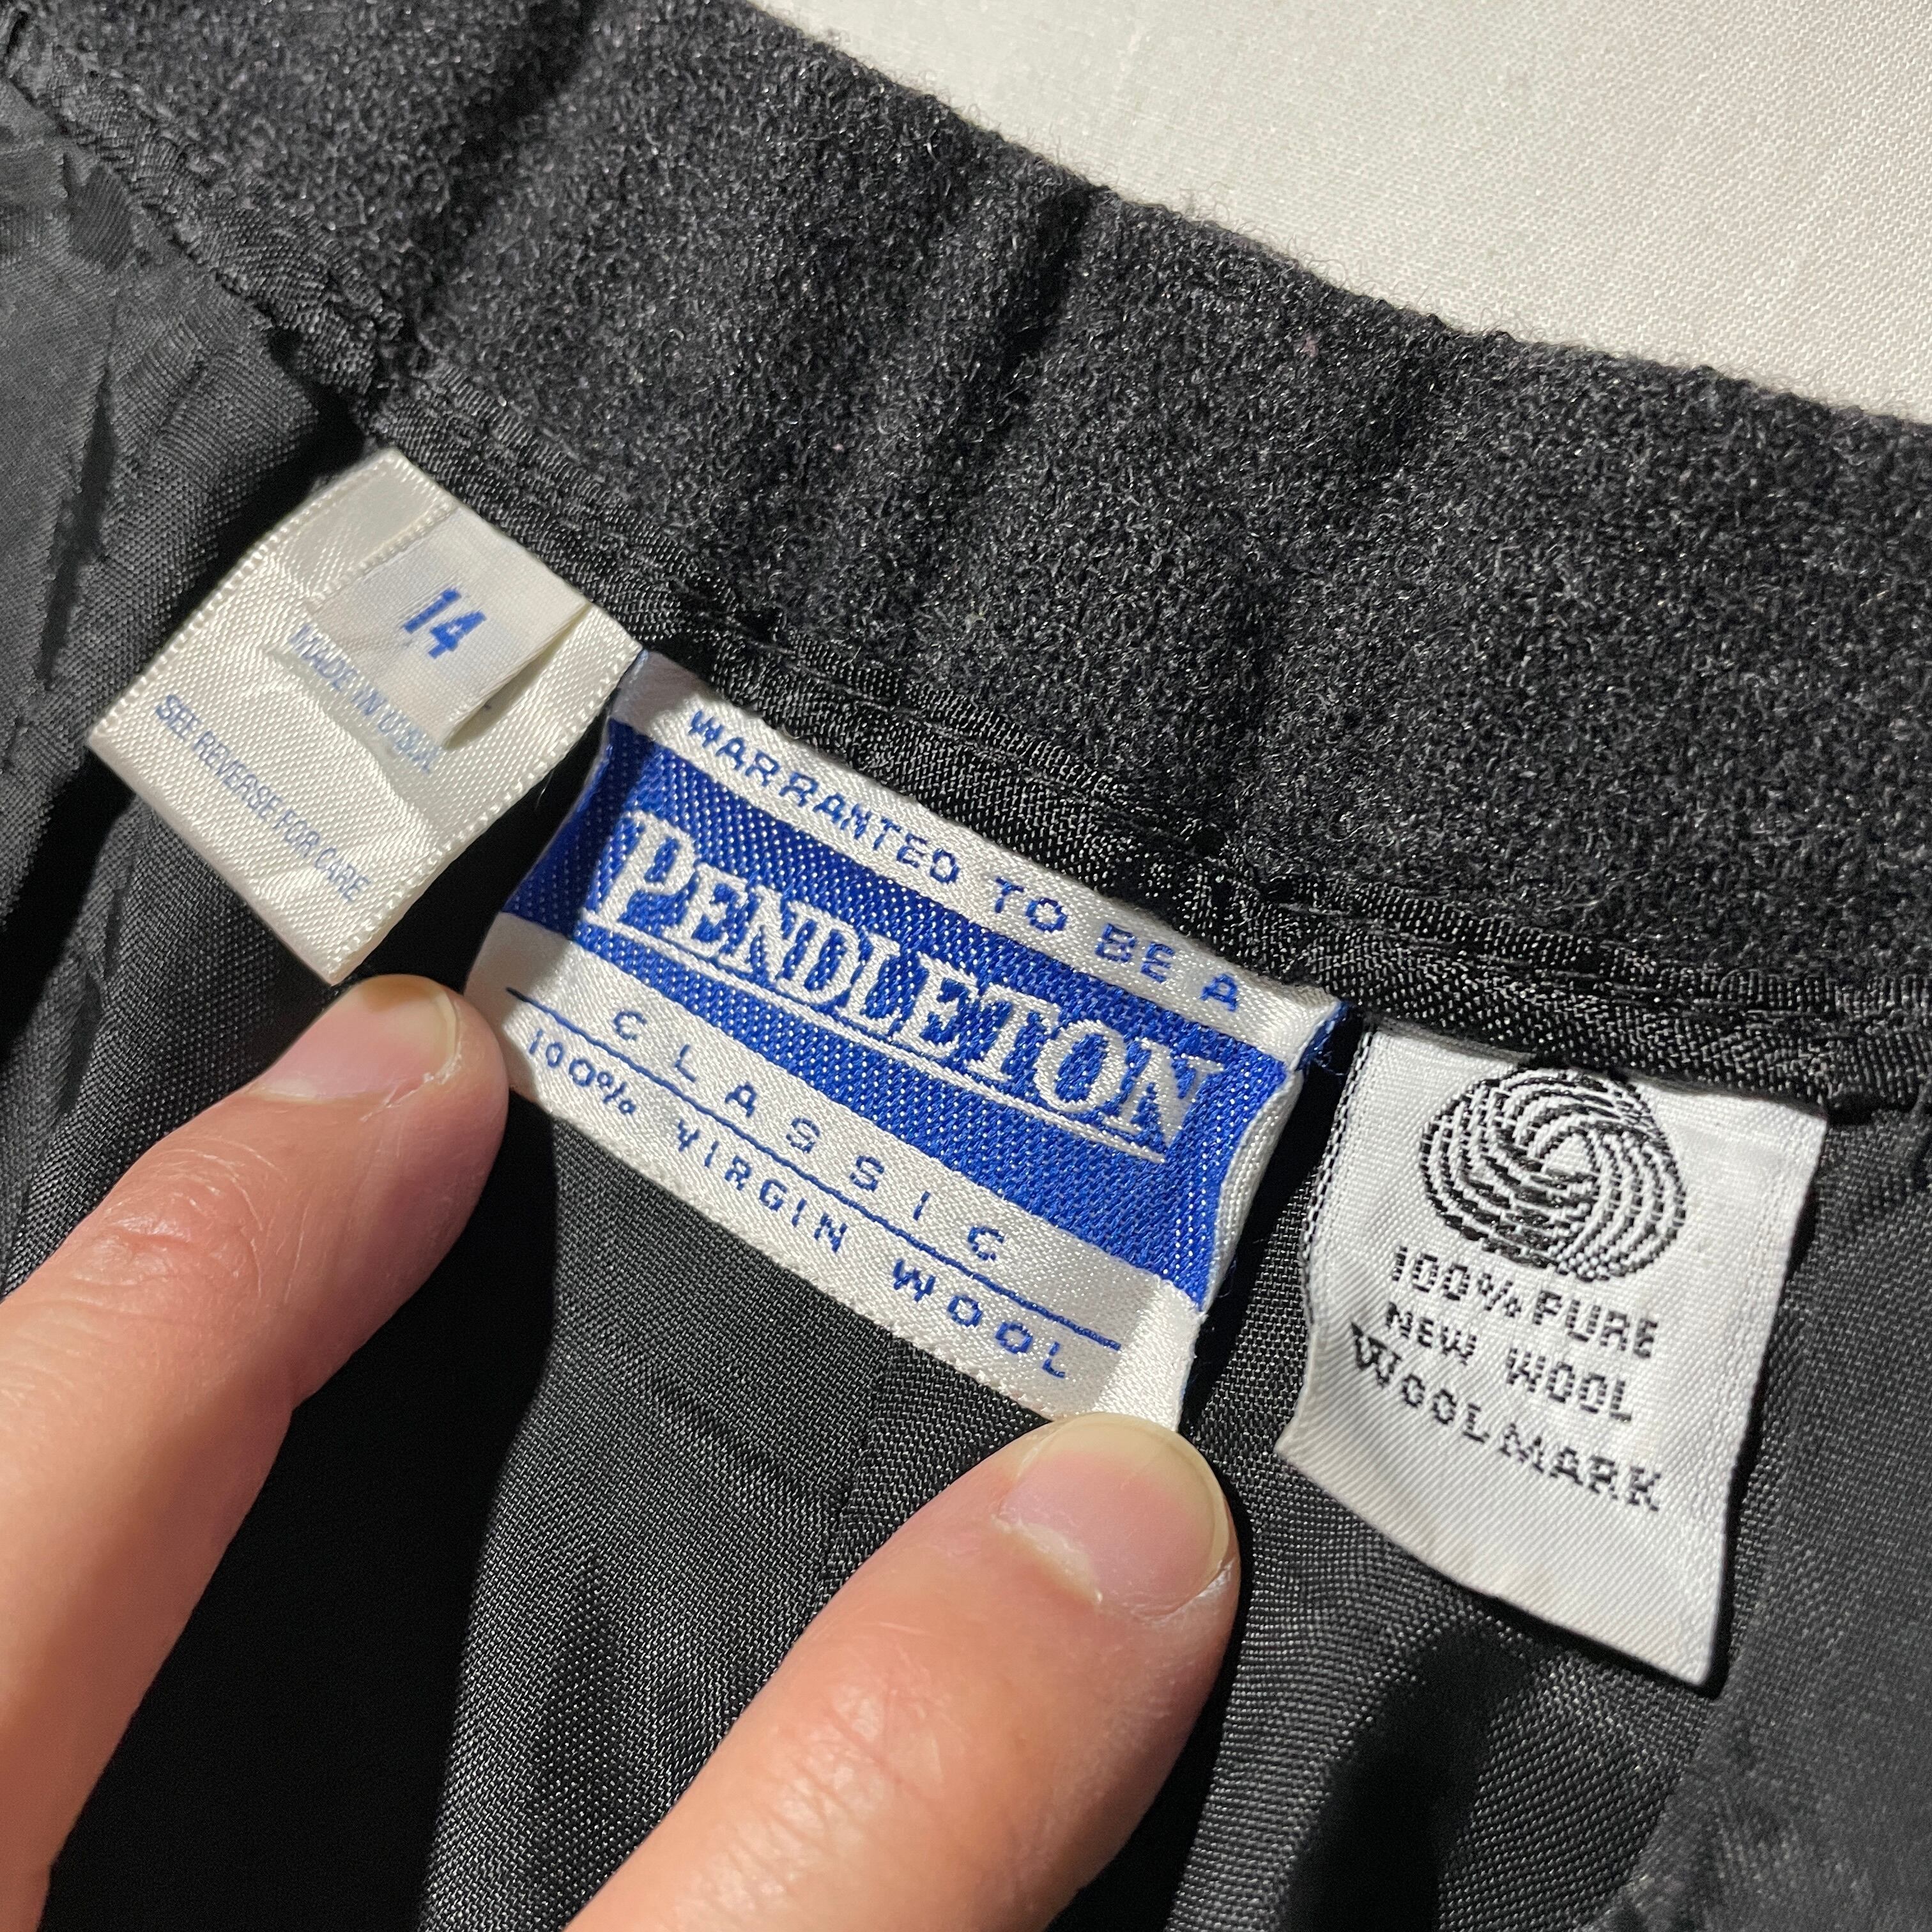 14
MADE IN U.S.A.
SEE REVERSE FOR CARE
WARRANTED TO BE A
PENDLETON
CLASSIC
100% VIRGIN WOOL
100% PURE
NEW WOOL
WOOLMARK